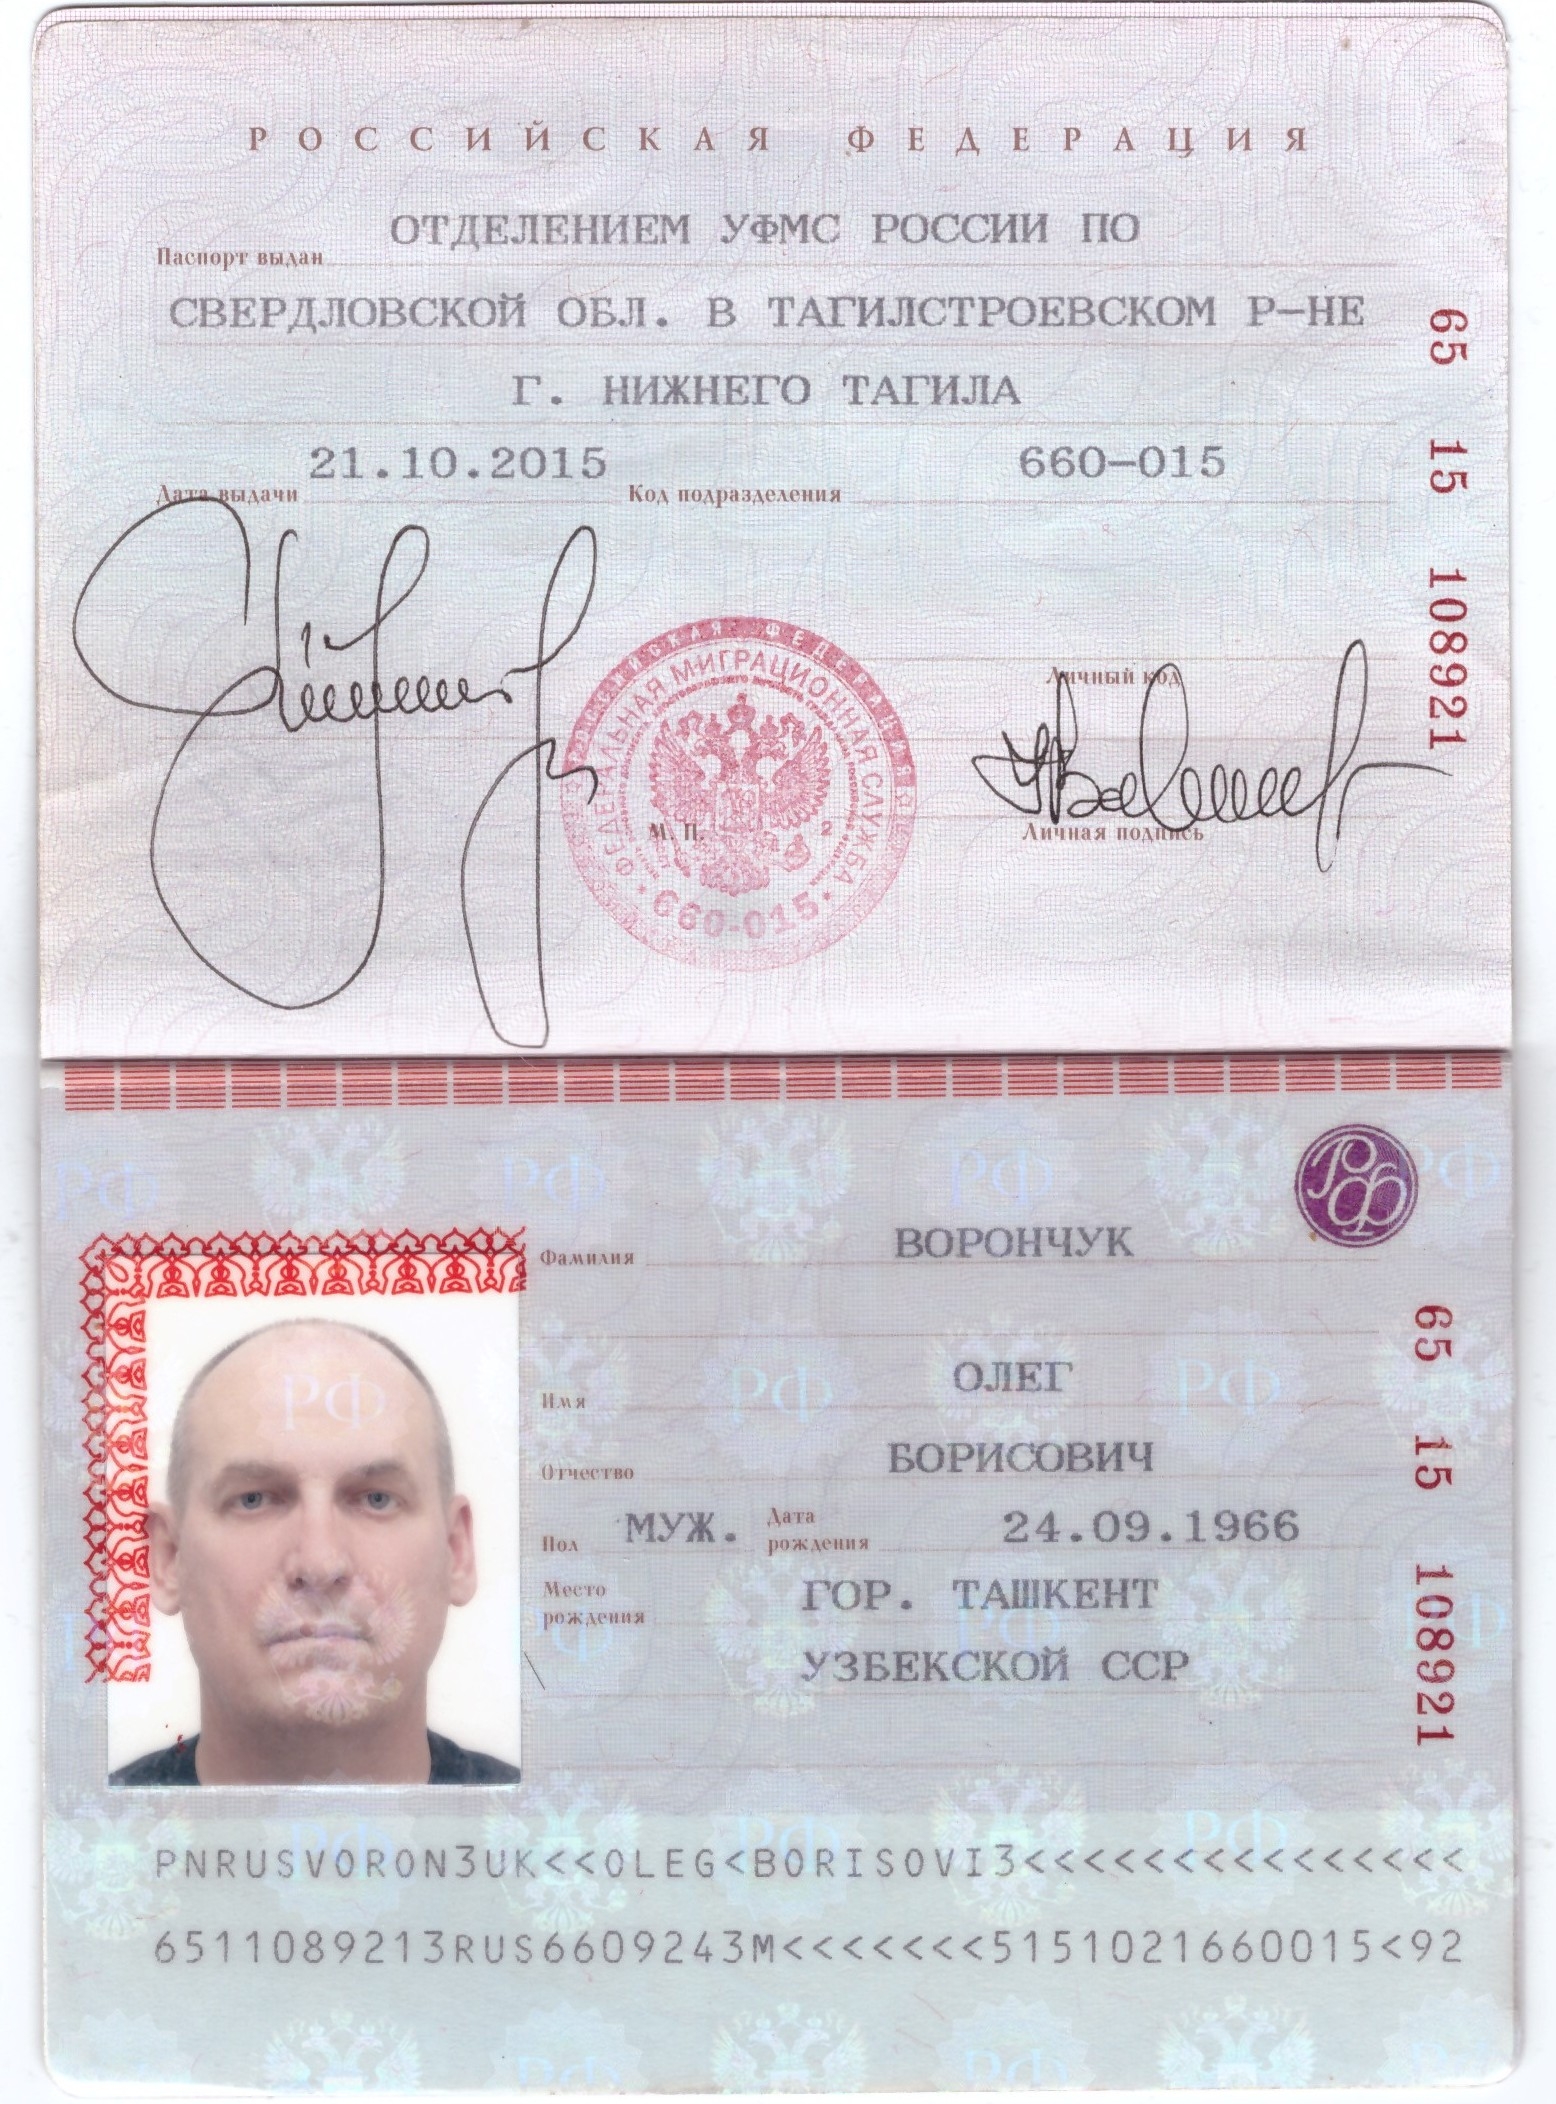 РОССИЙСКАЯ ФЕДЕРАЦИЯ
Паспорт выдан ОТДЕЛЕНИЕМ УФМС РОССИИ ПО
СВЕРДЛОВСКОЙ ОБЛ. В ТАГИЛСТРОЕВСКОМ Р-НЕ
Г. НИЖНЕГО ТАГИЛА
Дата выдачи 21.10.2015 Код подразделения 660-015
65 15 108921
Личный код
М. П.
Личная подпись
РОССИЙСКАЯ ФЕДЕРАЦИЯ
ФЕДЕРАЛЬНАЯ МИГРАЦИОННАЯ СЛУЖБА
660-015
РФ
Фамилия ВОРОНЧУК
Имя ОЛЕГ
Отчество БОРИСОВИЧ
Пол МУЖ. Дата рождения 24.09.1966
Место рождения ГОР. ТАШКЕНТ
УЗБЕКСКОЙ ССР
65 15 108921
PNRUSVORON3UK<<OLEG<BORISOVI3<<<<<<<<<<<<<<<
6511089213RUS6609243M<<<<<<<5151021660015<92